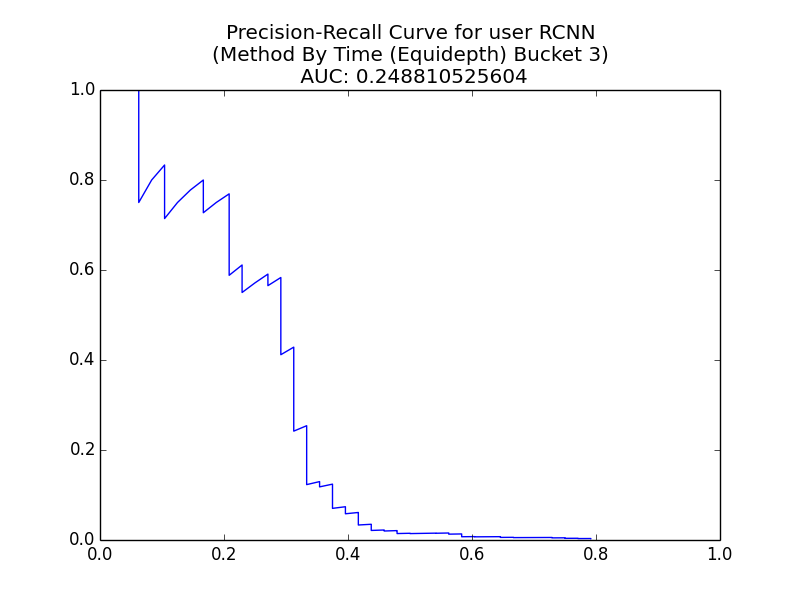 Precision-Recall Curve for user RCNN
(Method By Time (Equidepth) Bucket 3)
AUC: 0.248810525604
1.0
0.8
0.6
0.4
0.2
0.0
0.0 0.2 0.4 0.6 0.8 1.0